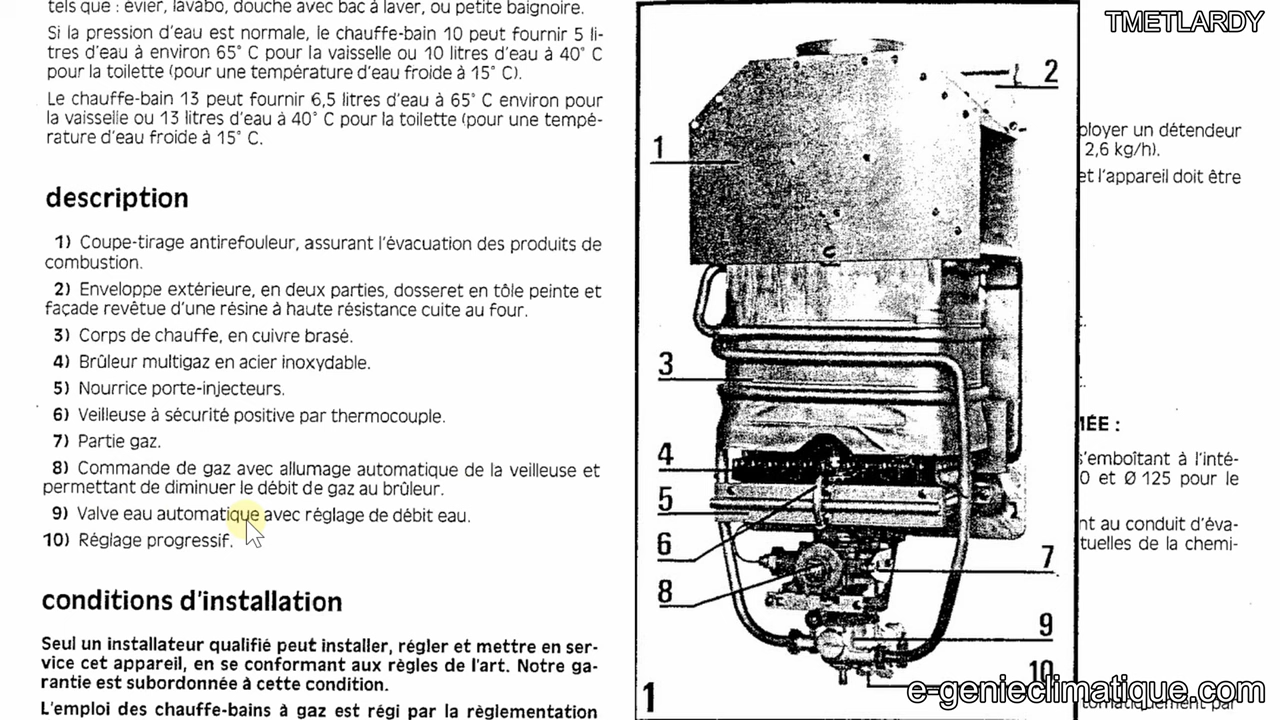 tels que : évier, lavabo, douche avec bac à laver, ou petite baignoire.
Si la pression d'eau est normale, le chauffe-bain 10 peut fournir 5 li-
tres d'eau à environ 65° C pour la vaisselle ou 10 litres d'eau à 40° C
pour la toilette (pour une température d'eau froide à 15° C).
Le chauffe-bain 13 peut fournir 6,5 litres d'eau à 65° C environ pour
la vaisselle ou 13 litres d'eau à 40° C pour la toilette (pour une tempé-
rature d'eau froide à 15° C.
description
1) Coupe-tirage antirefouleur, assurant l'évacuation des produits de
combustion.
2) Enveloppe extérieure, en deux parties, dosseret en tôle peinte et
façade revêtue d'une résine à haute résistance cuite au four.
3) Corps de chauffe, en cuivre brasé.
4) Brûleur multigaz en acier inoxydable.
5) Nourrice porte-injecteurs.
6) Veilleuse à sécurité positive par thermocouple.
7) Partie gaz.
8) Commande de gaz avec allumage automatique de la veilleuse et
permettant de diminuer le débit de gaz au brûleur.
9) Valve eau automatique avec réglage de débit eau.
10) Réglage progressif.
conditions d'installation
Seul un installateur qualifié peut installer, régler et mettre en ser-
vice cet appareil, en se conformant aux règles de l'art. Notre ga-
rantie est subordonnée à cette condition.
L'emploi des chauffe-bains à gaz est régi par la règlementation
1
2
3
4
5
6
7
8
9
10
1
TMETLARDY
ployer un détendeur
2,6 kg/h).
et l'appareil doit être
MÉE :
s'emboîtant à l'inté-
0 et Ø 125 pour le
nt au conduit d'éva-
tuelles de la chemi-
e-genieclimatique.com
tomatiquement par